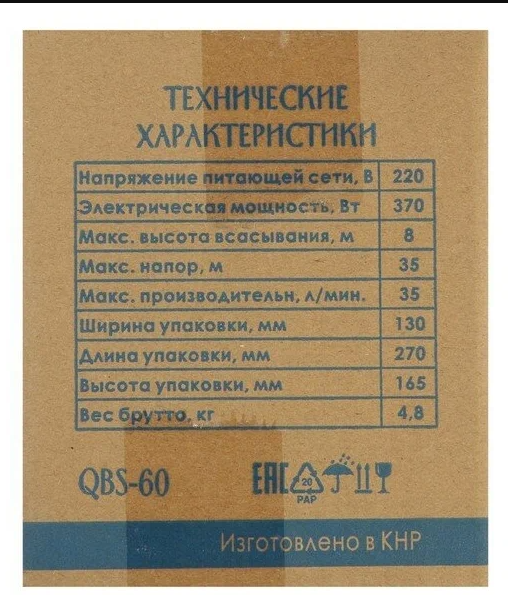 ТЕХНИЧЕСКИЕ
ХАРАКТЕРИСТИКИ
Напряжение питающей сети, В 220
Электрическая мощность, Вт 370
Макс. высота всасывания, м 8
Макс. напор, м 35
Макс. производительн, л/мин. 35
Ширина упаковки, мм 130
Длина упаковки, мм 270
Высота упаковки, мм 165
Вес брутто, кг 4,8
QBS-60 ЕАС 20
PAP
Изготовлено в КНР